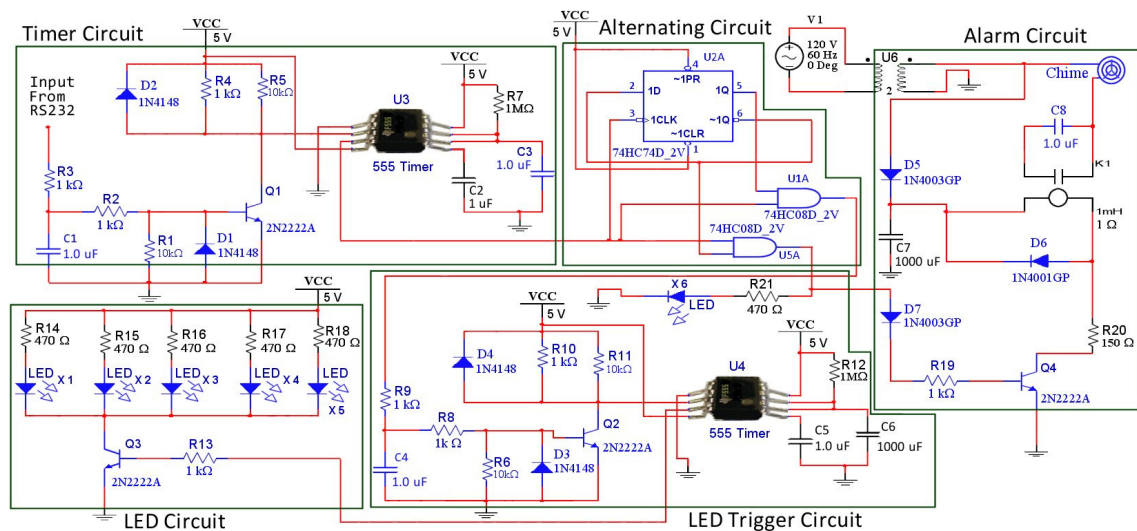 Timer Circuit
VCC
5 V
Input
From
RS232
D2
1N4148
R4
1 kΩ
R5
10kΩ
U3
F555
555 Timer
VCC
5 V
R7
1MΩ
C3
1.0 uF
C2
1 uF
R3
1 kΩ
R2
1 kΩ
C1
1.0 uF
R1
10kΩ
D1
1N4148
Q1
2N2222A
Alternating Circuit
VCC
5 V
U2A
4
~1PR
2
1D
1Q
5
3
1CLK
~1Q
6
~1CLR
1
74HC74D_2V
U1A
74HC08D_2V
74HC08D_2V
U5A
V1
120 V
60 Hz
0 Deg
U6
2
Alarm Circuit
Chime
C8
1.0 uF
K1
1mH
1 Ω
D5
1N4003GP
C7
1000 uF
D6
1N4001GP
D7
1N4003GP
R20
150 Ω
R19
1 kΩ
Q4
2N2222A
VCC
5 V
R14
470 Ω
R15
470 Ω
R16
470 Ω
R17
470 Ω
R18
470 Ω
LED
X1
LED
X2
LED
X3
LED
X4
LED
X5
Q3
2N2222A
R13
1 kΩ
LED Circuit
X6
LED
R21
470 Ω
VCC
5 V
D4
1N4148
R10
1 kΩ
R11
10kΩ
U4
555 Timer
VCC
5 V
R12
1MΩ
C5
1.0 uF
C6
1000 uF
R9
1 kΩ
R8
1k Ω
C4
1.0 uF
R6
10kΩ
D3
1N4148
Q2
2N2222A
LED Trigger Circuit